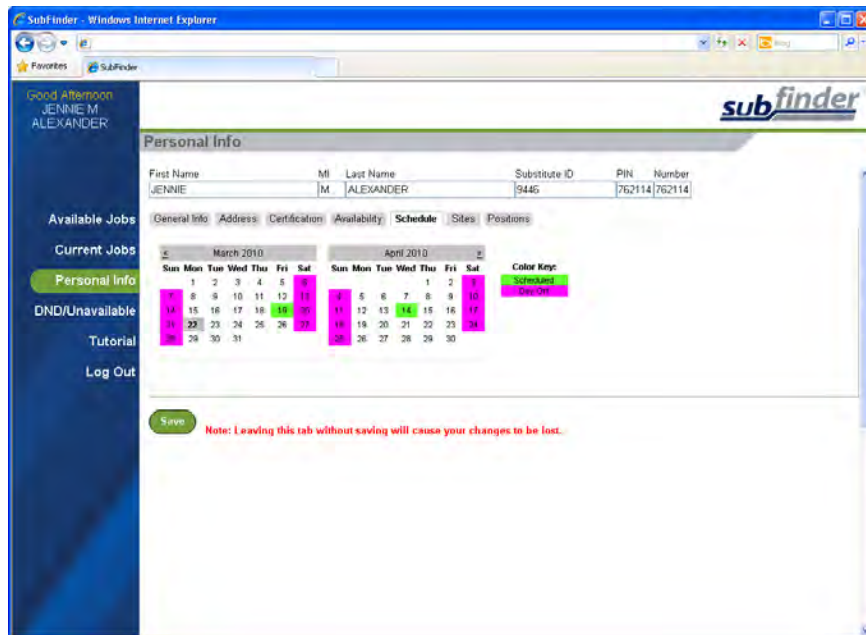 SubFinder - Windows Internet Explorer
Favorites SubFinder
Good Afternoon
JENNIE M
ALEXANDER
subfinder
Personal Info
First Name MI Last Name Substitute ID PIN Number
JENNIE M ALEXANDER 9446 762114 762114
Available Jobs
Current Jobs
Personal Info
DND/Unavailable
Tutorial
Log Out
General Info Address Certification Availability Schedule Sites Positions
< March 2010
Sun Mon Tue Wed Thu Fri Sat
1 2 3 4 5 6
7 8 9 10 11 12 13
14 15 16 17 18 19 20
21 22 23 24 25 26 27
28 29 30 31
April 2010 >
Sun Mon Tue Wed Thu Fri Sat
1 2 3
4 5 6 7 8 9 10
11 12 13 14 15 16 17
18 19 20 21 22 23 24
25 26 27 28 29 30
Color Key:
Scheduled
Day Off
Save
Note: Leaving this tab without saving will cause your changes to be lost.